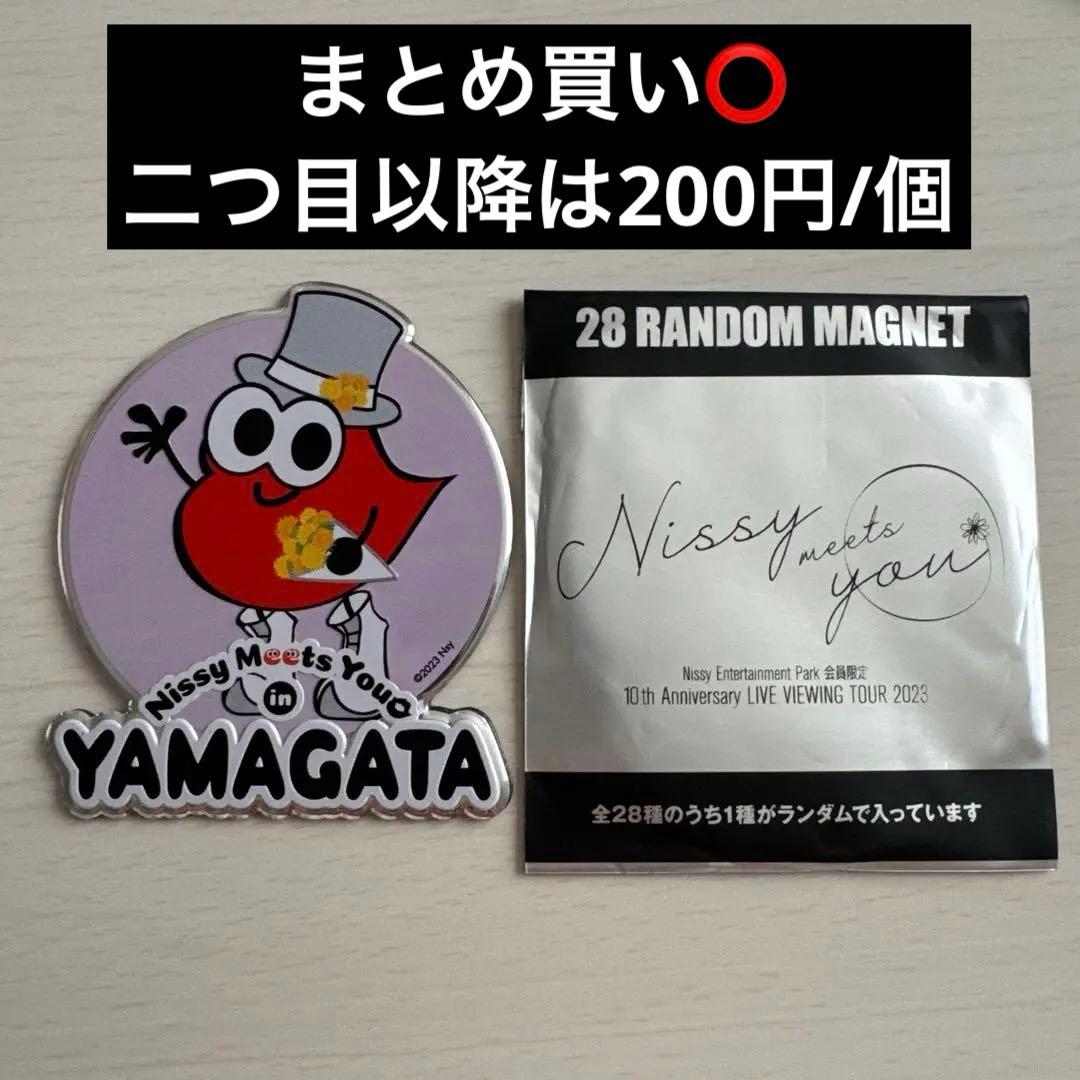 まとめ買い⭕
二つ目以降は200円/個
28 RANDOM MAGNET
Nissy meets you
Nissy Entertainment Park 会員限定
10th Anniversary LIVE VIEWING TOUR 2023
全28種のうち1種がランダムで入っています
©2023 Nsy
Nissy Meets You
in
YAMAGATA